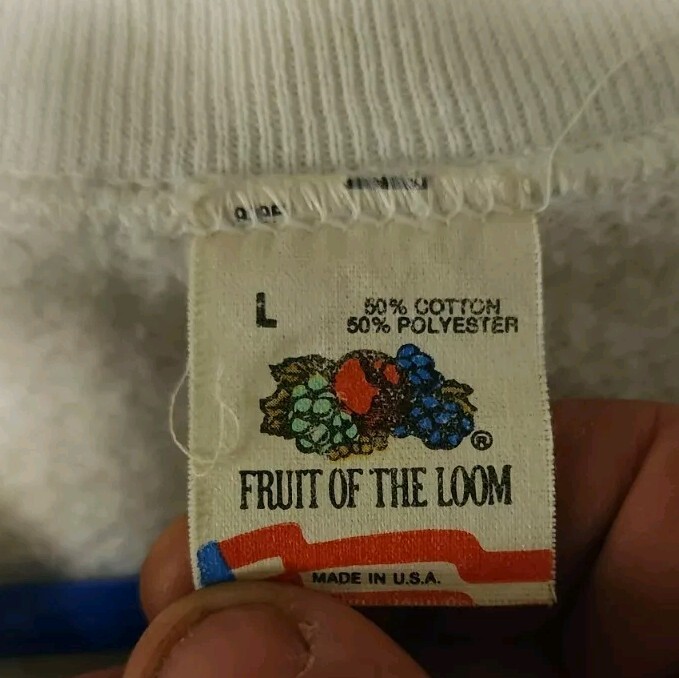 L
50% COTTON
50% POLYESTER
®
FRUIT OF THE LOOM
MADE IN U.S.A.